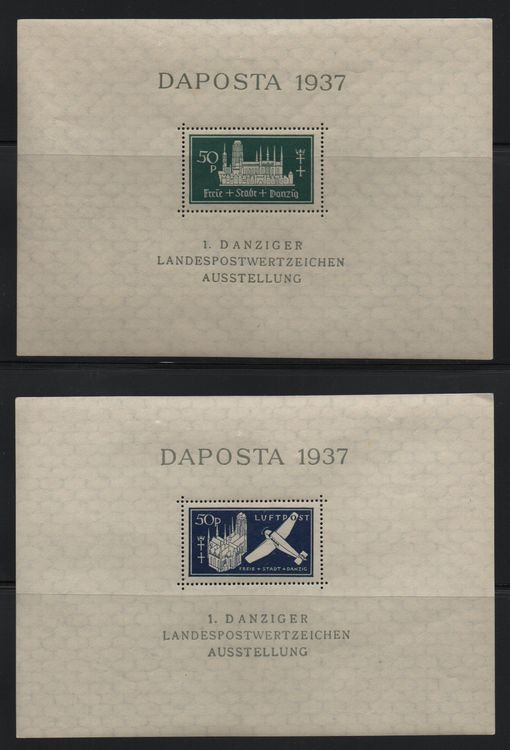 DAPOSTA 1937
50
P
Freie + Stadt + Danzig
1. DANZIGER
LANDESPOSTWERTZEICHEN
AUSSTELLUNG
DAPOSTA 1937
50P LUFTPOST
FREIE + STADT + DANZIG
1. DANZIGER
LANDESPOSTWERTZEICHEN
AUSSTELLUNG